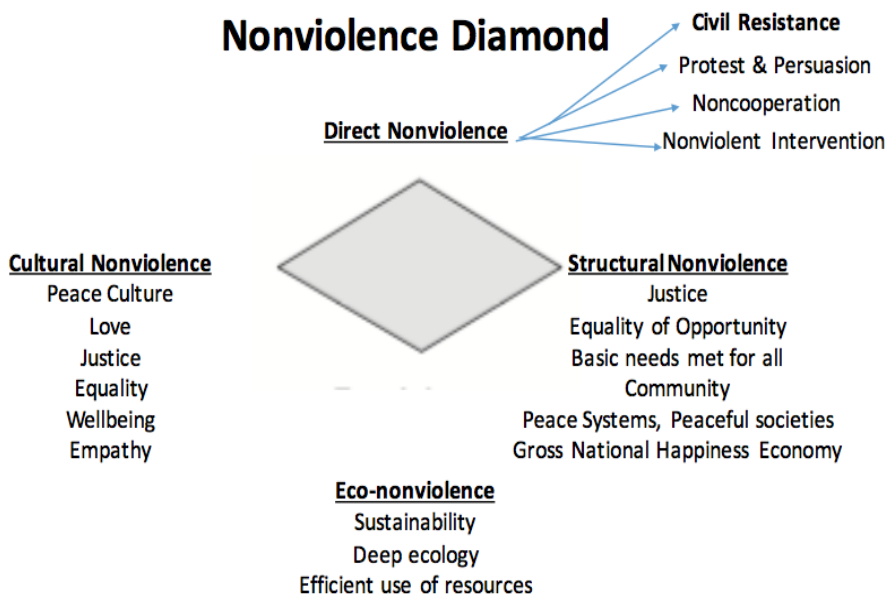 Nonviolence Diamond
Civil Resistance
Protest & Persuasion
Noncooperation
Nonviolent Intervention
Direct Nonviolence
Cultural Nonviolence
Peace Culture
Love
Justice
Equality
Wellbeing
Empathy
Structural Nonviolence
Justice
Equality of Opportunity
Basic needs met for all
Community
Peace Systems, Peaceful societies
Gross National Happiness Economy
Eco-nonviolence
Sustainability
Deep ecology
Efficient use of resources